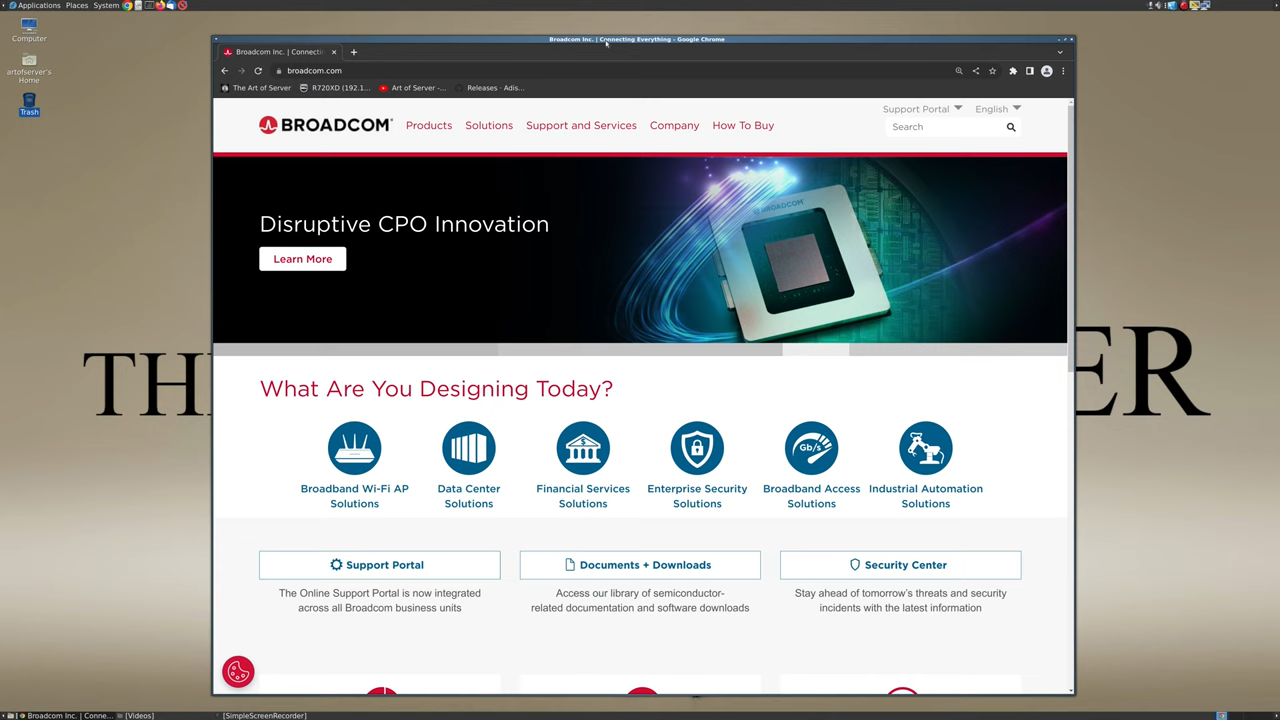 Applications Places System
Computer
artofserver's
Home
Trash
Broadcom Inc. | Connecting Everything - Google Chrome
Broadcom Inc. | Connecti
broadcom.com
The Art of Server
R720XD (192.1...
Art of Server -...
Releases · Adis...
Support Portal
English
BROADCOM®
Products
Solutions
Support and Services
Company
How To Buy
Search
Disruptive CPO Innovation
Learn More
BROADCOM
TH
ER
What Are You Designing Today?
Broadband Wi-Fi AP
Solutions
Data Center
Solutions
Financial Services
Solutions
Enterprise Security
Solutions
Gb/s
Broadband Access
Solutions
Industrial Automation
Solutions
Support Portal
The Online Support Portal is now integrated
across all Broadcom business units
Documents + Downloads
Access our library of semiconductor-
related documentation and software downloads
Security Center
Stay ahead of tomorrow's threats and security
incidents with the latest information
Broadcom Inc. | Conne...
[Videos]
[SimpleScreenRecorder]